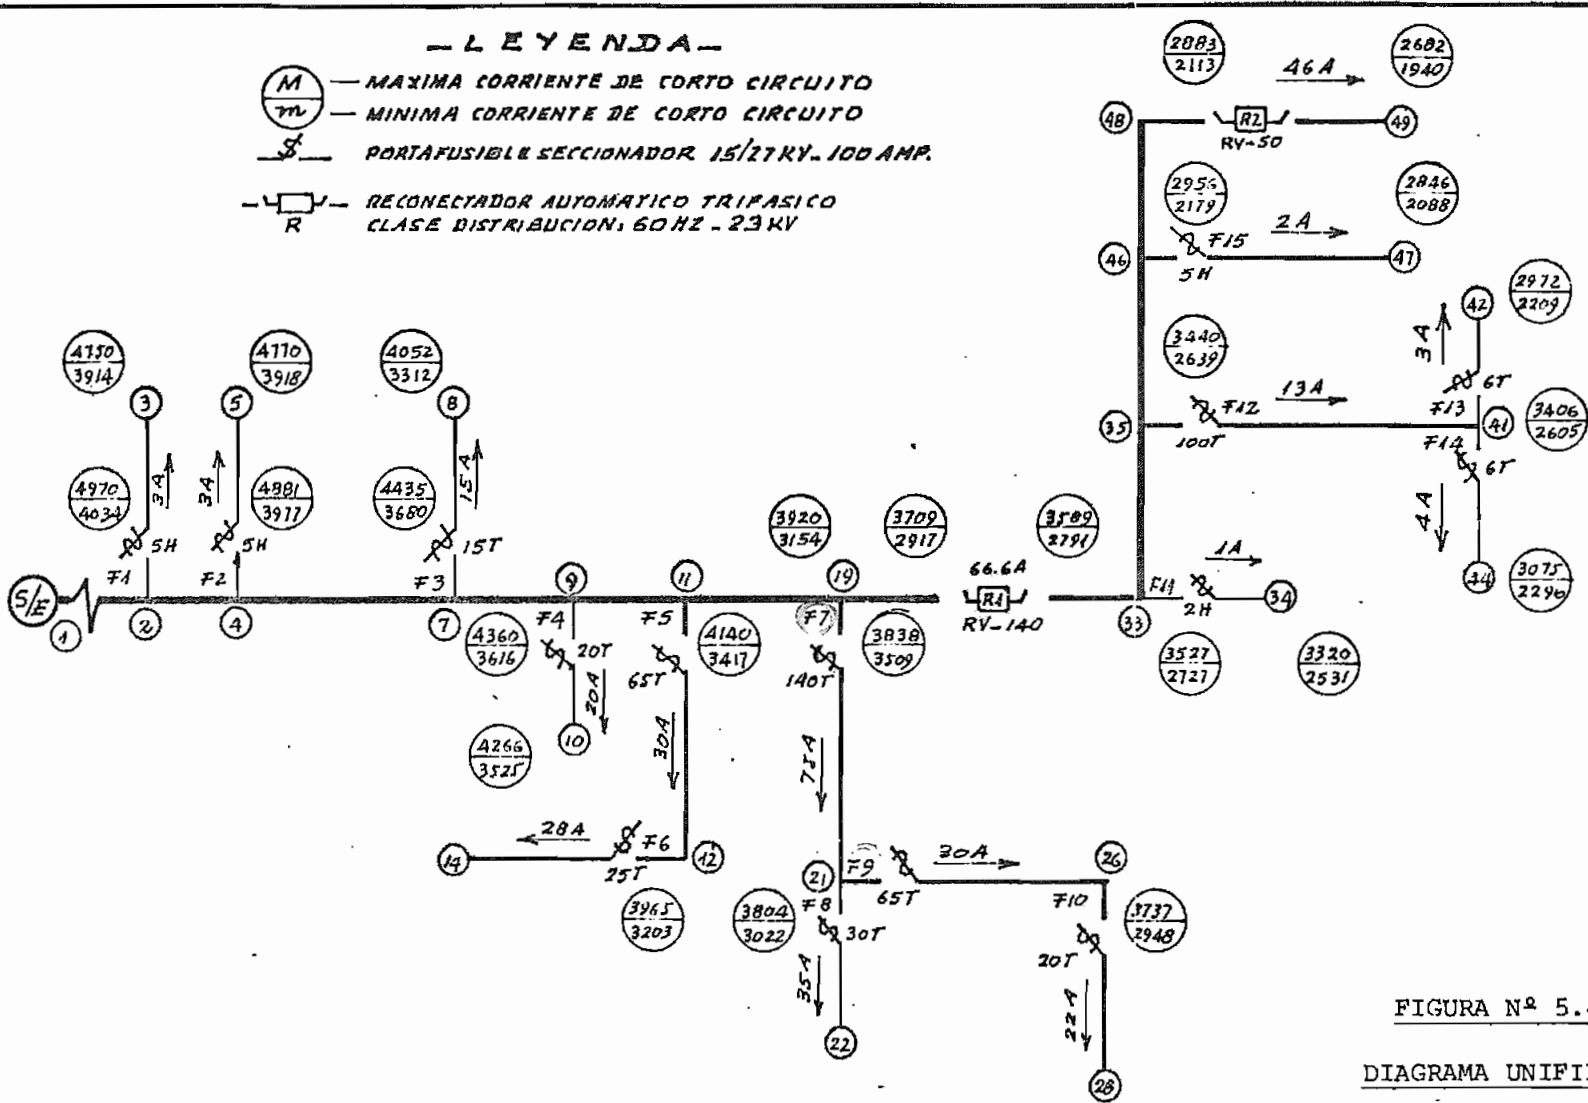 - LEYENDA -
M
m
MAXIMA CORRIENTE DE CORTO CIRCUITO
MINIMA CORRIENTE DE CORTO CIRCUITO
PORTAFUSIBLE SECCIONADOR 15/27 KV - 100 AMP.
R
RECONECTADOR AUTOMATICO TRIFASICO
CLASE DISTRIBUCION: 60 HZ - 23 KV
2883
2113
46A
2682
1940
48
R2
RV-50
49
2956
2179
2846
2088
F15
2A
46
5H
47
2972
2209
42
3A
6T
F13
3440
2639
F12
13A
35
100T
41
3406
2605
F14
6T
4A
44
3075
2296
4750
3914
4770
3918
4052
3312
3
5
8
4970
4034
3A
3A
4881
3977
4435
3680
15A
5H
5H
15T
F1
F2
F3
3920
3154
3709
2917
3589
2791
S/E
1
2
4
7
9
11
19
66.6A
R1
RV-140
33
F11
1A
2H
34
3527
2727
3320
2531
4360
3616
F4
20T
20A
10
4266
3525
F5
65T
30A
4140
3417
F7
140T
3838
3509
75A
14
28A
F6
25T
12
3965
3203
21
F9
30A
26
65T
3804
3022
F8
30T
35A
22
F10
3737
2948
20T
22A
28
FIGURA Nº 5.
DIAGRAMA UNIFI